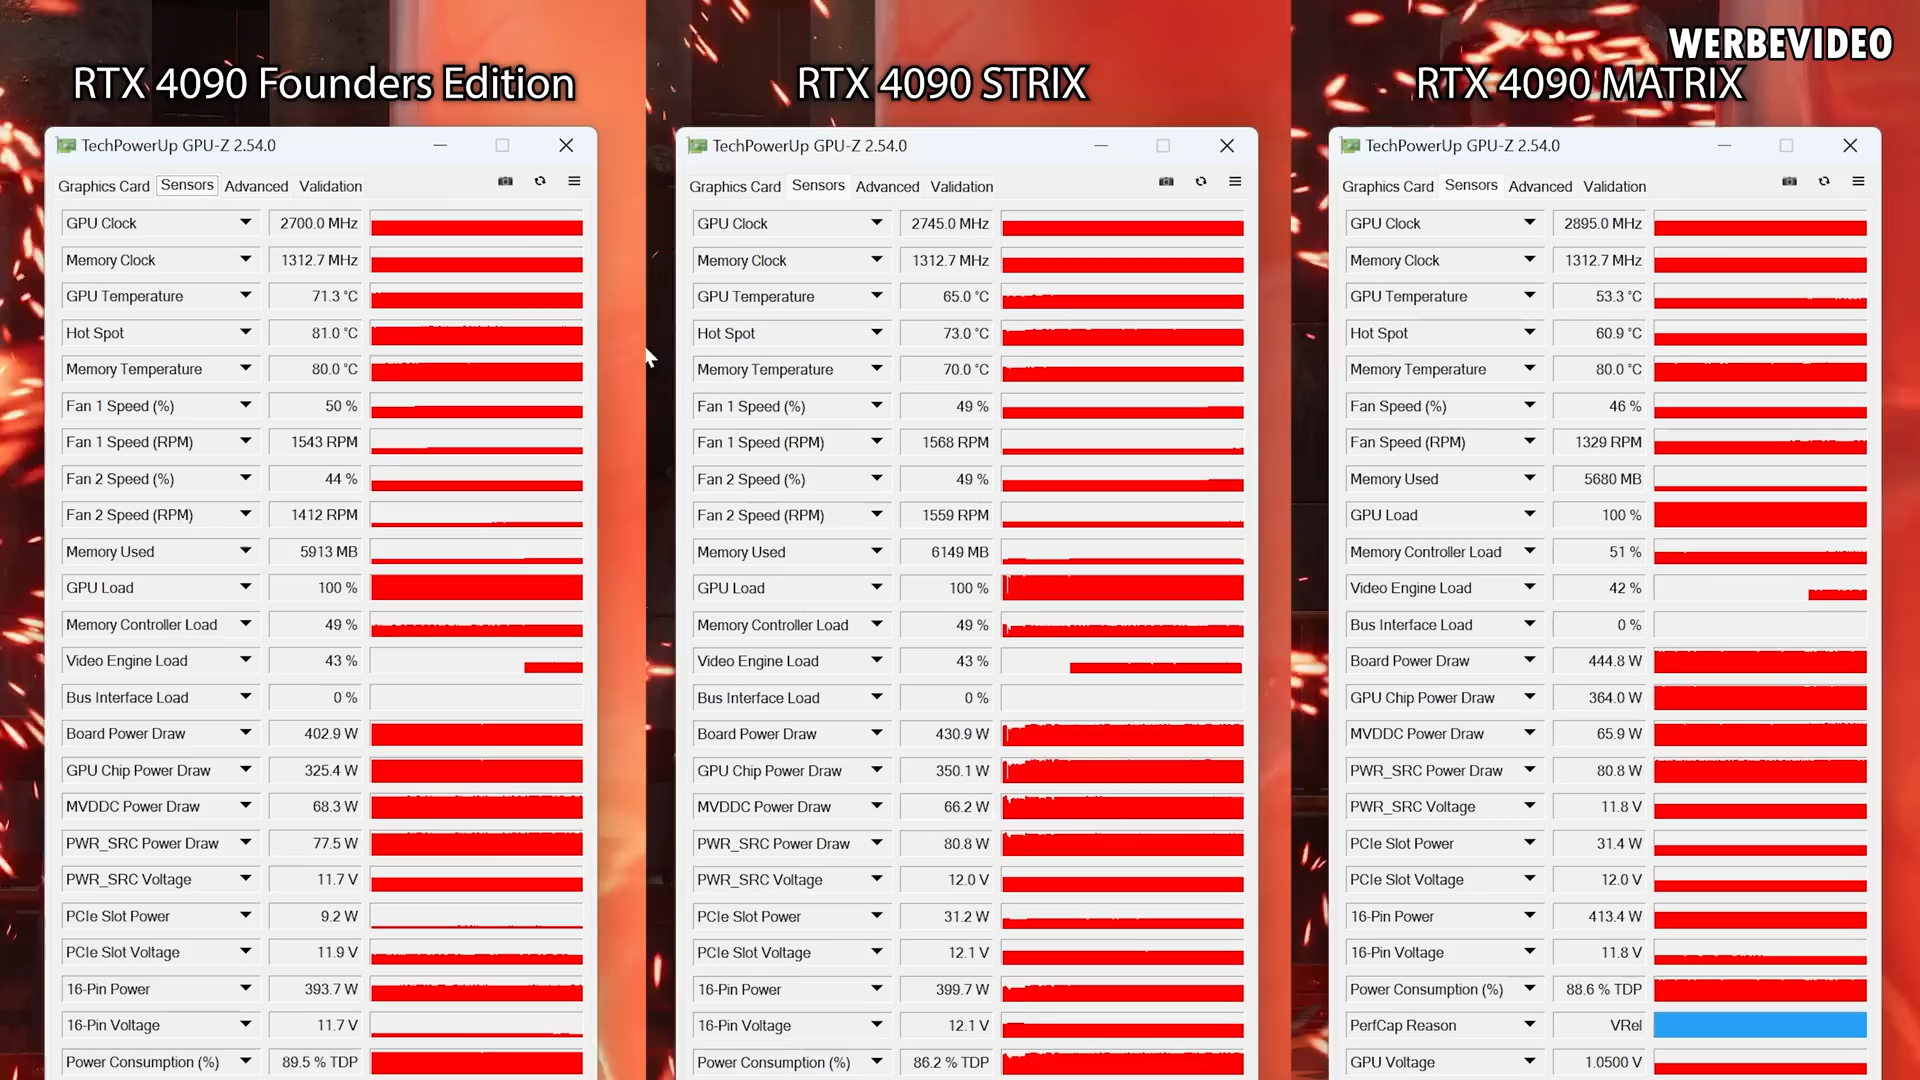 WERBEVIDEO
RTX 4090 Founders Edition
TechPowerUp GPU-Z 2.54.0
Graphics Card Sensors Advanced Validation
GPU Clock 2700.0 MHz
Memory Clock 1312.7 MHz
GPU Temperature 71.3 °C
Hot Spot 81.0 °C
Memory Temperature 80.0 °C
Fan 1 Speed (%) 50 %
Fan 1 Speed (RPM) 1543 RPM
Fan 2 Speed (%) 44 %
Fan 2 Speed (RPM) 1412 RPM
Memory Used 5913 MB
GPU Load 100 %
Memory Controller Load 49 %
Video Engine Load 43 %
Bus Interface Load 0 %
Board Power Draw 402.9 W
GPU Chip Power Draw 325.4 W
MVDDC Power Draw 68.3 W
PWR_SRC Power Draw 77.5 W
PWR_SRC Voltage 11.7 V
PCIe Slot Power 9.2 W
PCIe Slot Voltage 11.9 V
16-Pin Power 393.7 W
16-Pin Voltage 11.7 V
Power Consumption (%) 89.5 % TDP
RTX 4090 STRIX
TechPowerUp GPU-Z 2.54.0
Graphics Card Sensors Advanced Validation
GPU Clock 2745.0 MHz
Memory Clock 1312.7 MHz
GPU Temperature 65.0 °C
Hot Spot 73.0 °C
Memory Temperature 70.0 °C
Fan 1 Speed (%) 49 %
Fan 1 Speed (RPM) 1568 RPM
Fan 2 Speed (%) 49 %
Fan 2 Speed (RPM) 1559 RPM
Memory Used 6149 MB
GPU Load 100 %
Memory Controller Load 49 %
Video Engine Load 43 %
Bus Interface Load 0 %
Board Power Draw 430.9 W
GPU Chip Power Draw 350.1 W
MVDDC Power Draw 66.2 W
PWR_SRC Power Draw 80.8 W
PWR_SRC Voltage 12.0 V
PCIe Slot Power 31.2 W
PCIe Slot Voltage 12.1 V
16-Pin Power 399.7 W
16-Pin Voltage 12.1 V
Power Consumption (%) 86.2 % TDP
RTX 4090 MATRIX
TechPowerUp GPU-Z 2.54.0
Graphics Card Sensors Advanced Validation
GPU Clock 2895.0 MHz
Memory Clock 1312.7 MHz
GPU Temperature 53.3 °C
Hot Spot 60.9 °C
Memory Temperature 80.0 °C
Fan Speed (%) 46 %
Fan Speed (RPM) 1329 RPM
Memory Used 5680 MB
GPU Load 100 %
Memory Controller Load 51 %
Video Engine Load 42 %
Bus Interface Load 0 %
Board Power Draw 444.8 W
GPU Chip Power Draw 364.0 W
MVDDC Power Draw 65.9 W
PWR_SRC Power Draw 80.8 W
PWR_SRC Voltage 11.8 V
PCIe Slot Power 31.4 W
PCIe Slot Voltage 12.0 V
16-Pin Power 413.4 W
16-Pin Voltage 11.8 V
Power Consumption (%) 88.6 % TDP
PerfCap Reason VRel
GPU Voltage 1.0500 V